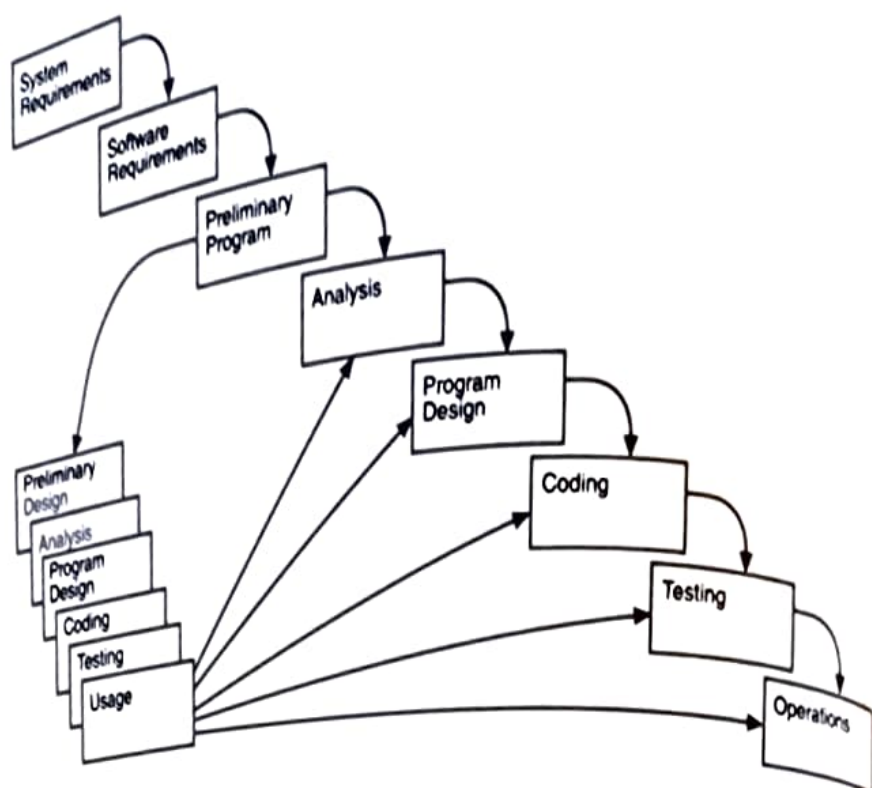 System
Requirements
Software
Requirements
Preliminary
Program
Analysis
Program
Design
Coding
Testing
Operations
Preliminary
Design
Analysis
Program
Design
Coding
Testing
Usage